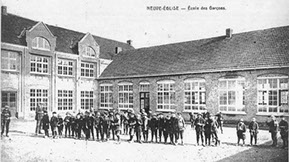 NEUVE-ÉGLISE — École des Garçons.